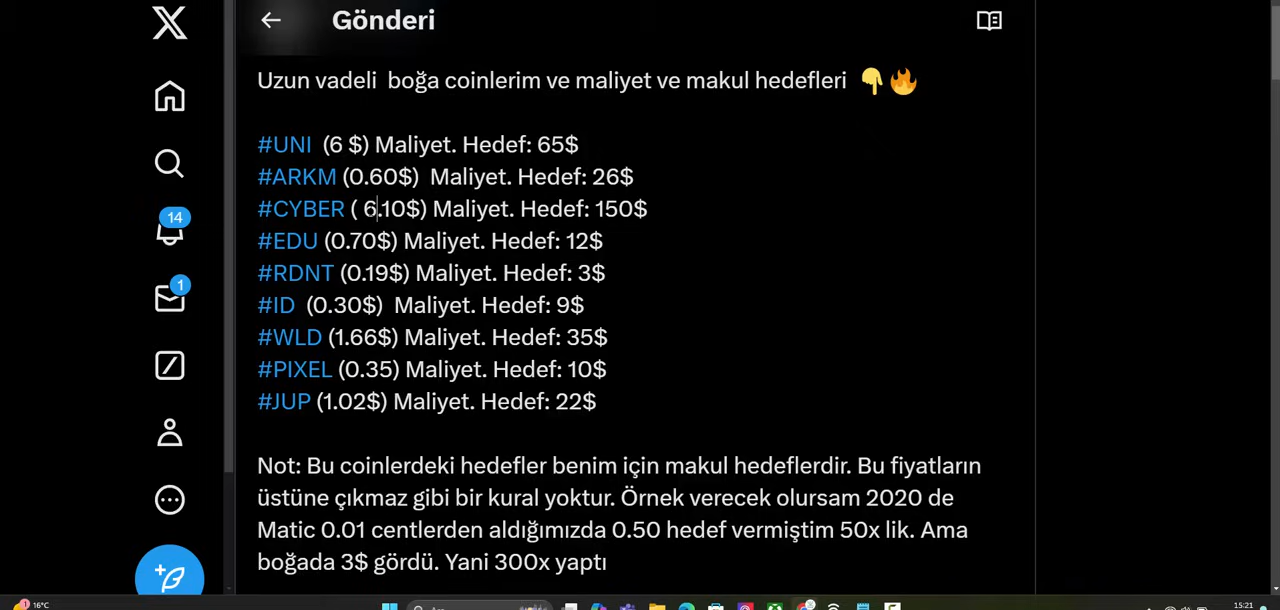 Gönderi
Uzun vadeli boğa coinlerim ve maliyet ve makul hedefleri 👇🔥
#UNI (6 $) Maliyet. Hedef: 65$
#ARKM (0.60$) Maliyet. Hedef: 26$
#CYBER ( 6.10$) Maliyet. Hedef: 150$
14
#EDU (0.70$) Maliyet. Hedef: 12$
#RDNT (0.19$) Maliyet. Hedef: 3$
1
#ID (0.30$) Maliyet. Hedef: 9$
#WLD (1.66$) Maliyet. Hedef: 35$
#PIXEL (0.35) Maliyet. Hedef: 10$
#JUP (1.02$) Maliyet. Hedef: 22$
Not: Bu coinlerdeki hedefler benim için makul hedeflerdir. Bu fiyatların
üstüne çıkmaz gibi bir kural yoktur. Örnek verecek olursam 2020 de
Matic 0.01 centlerden aldığımızda 0.50 hedef vermiştim 50x lik. Ama
boğada 3$ gördü. Yani 300x yaptı
1
16°C
15:21